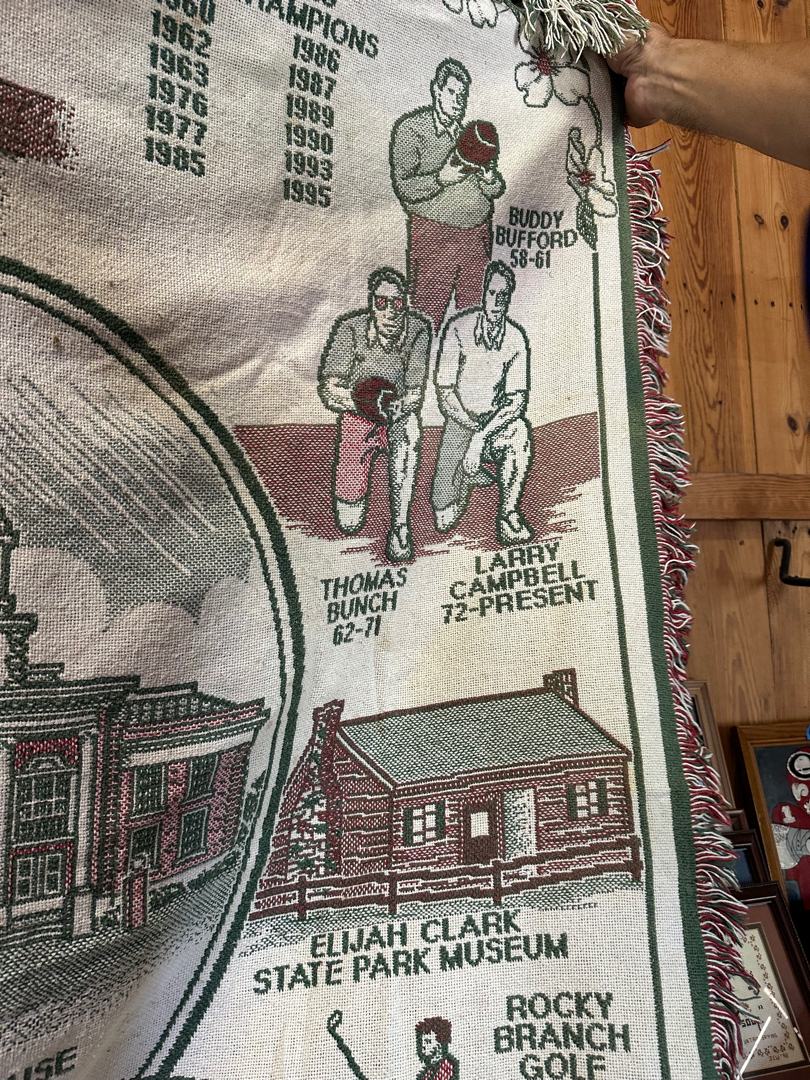 CHAMPIONS
1960
1962
1963
1976
1977
1985
1986
1987
1989
1990
1993
1995
BUDDY
BUFFORD
58-61
THOMAS
BUNCH
62-71
LARRY
CAMPBELL
72-PRESENT
ELIJAH CLARK
STATE PARK MUSEUM
ROCKY
BRANCH
GOLF